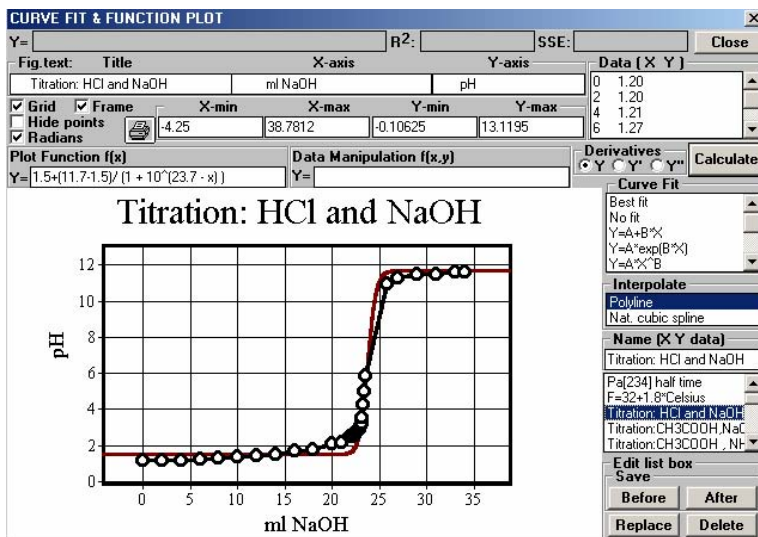 CURVE FIT & FUNCTION PLOT
Y= R2: SSE: Close
Fig.text: Title X-axis Y-axis Data ( X Y )
Titration: HCl and NaOH ml NaOH pH
0 1.20
2 1.20
4 1.21
6 1.27
Grid Frame X-min X-max Y-min Y-max
Hide points -4.25 38.7812 -0.10625 13.1195
Radians
Plot Function f(x) Data Manipulation f(x,y) Derivatives
Y Y' Y'' Calculate
Y= 1.5+(11.7-1.5)/ (1 + 10^(23.7 - x) ) Y=
Curve Fit
Best fit
No fit
Y=A+B*X
Y=A*exp(B*X)
Y=A*X^B
Interpolate
Polyline
Nat. cubic spline
Name (X Y data)
Titration: HCl and NaOH
Pa[234] half time
F=32+1.8*Celsius
Titration: HCl and NaOH
Titration:CH3COOH,NaO
Titration:CH3COOH , NH
Edit list box
Save
Before After
Replace Delete
Titration: HCl and NaOH
12
10
8
6
4
2
0
pH
0 5 10 15 20 25 30 35
ml NaOH